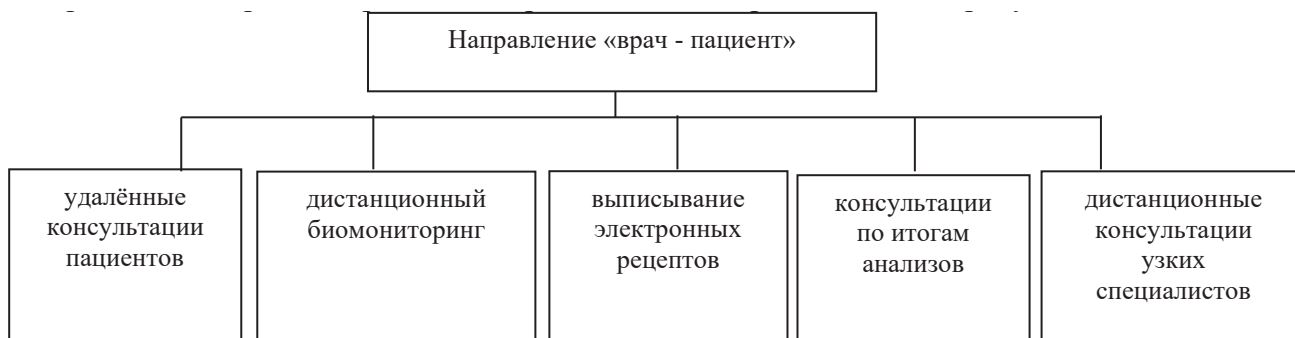 Направление «врач - пациент»
удалённые
консультации
пациентов
дистанционный
биомониторинг
выписывание
электронных
рецептов
консультации
по итогам
анализов
дистанционные
консультации
узких
специалистов